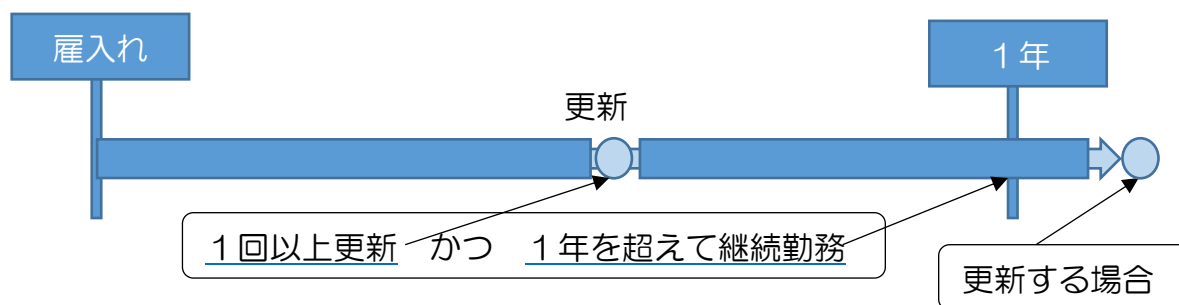 雇入れ
１年
更新
１回以上更新　かつ　１年を超えて継続勤務
更新する場合